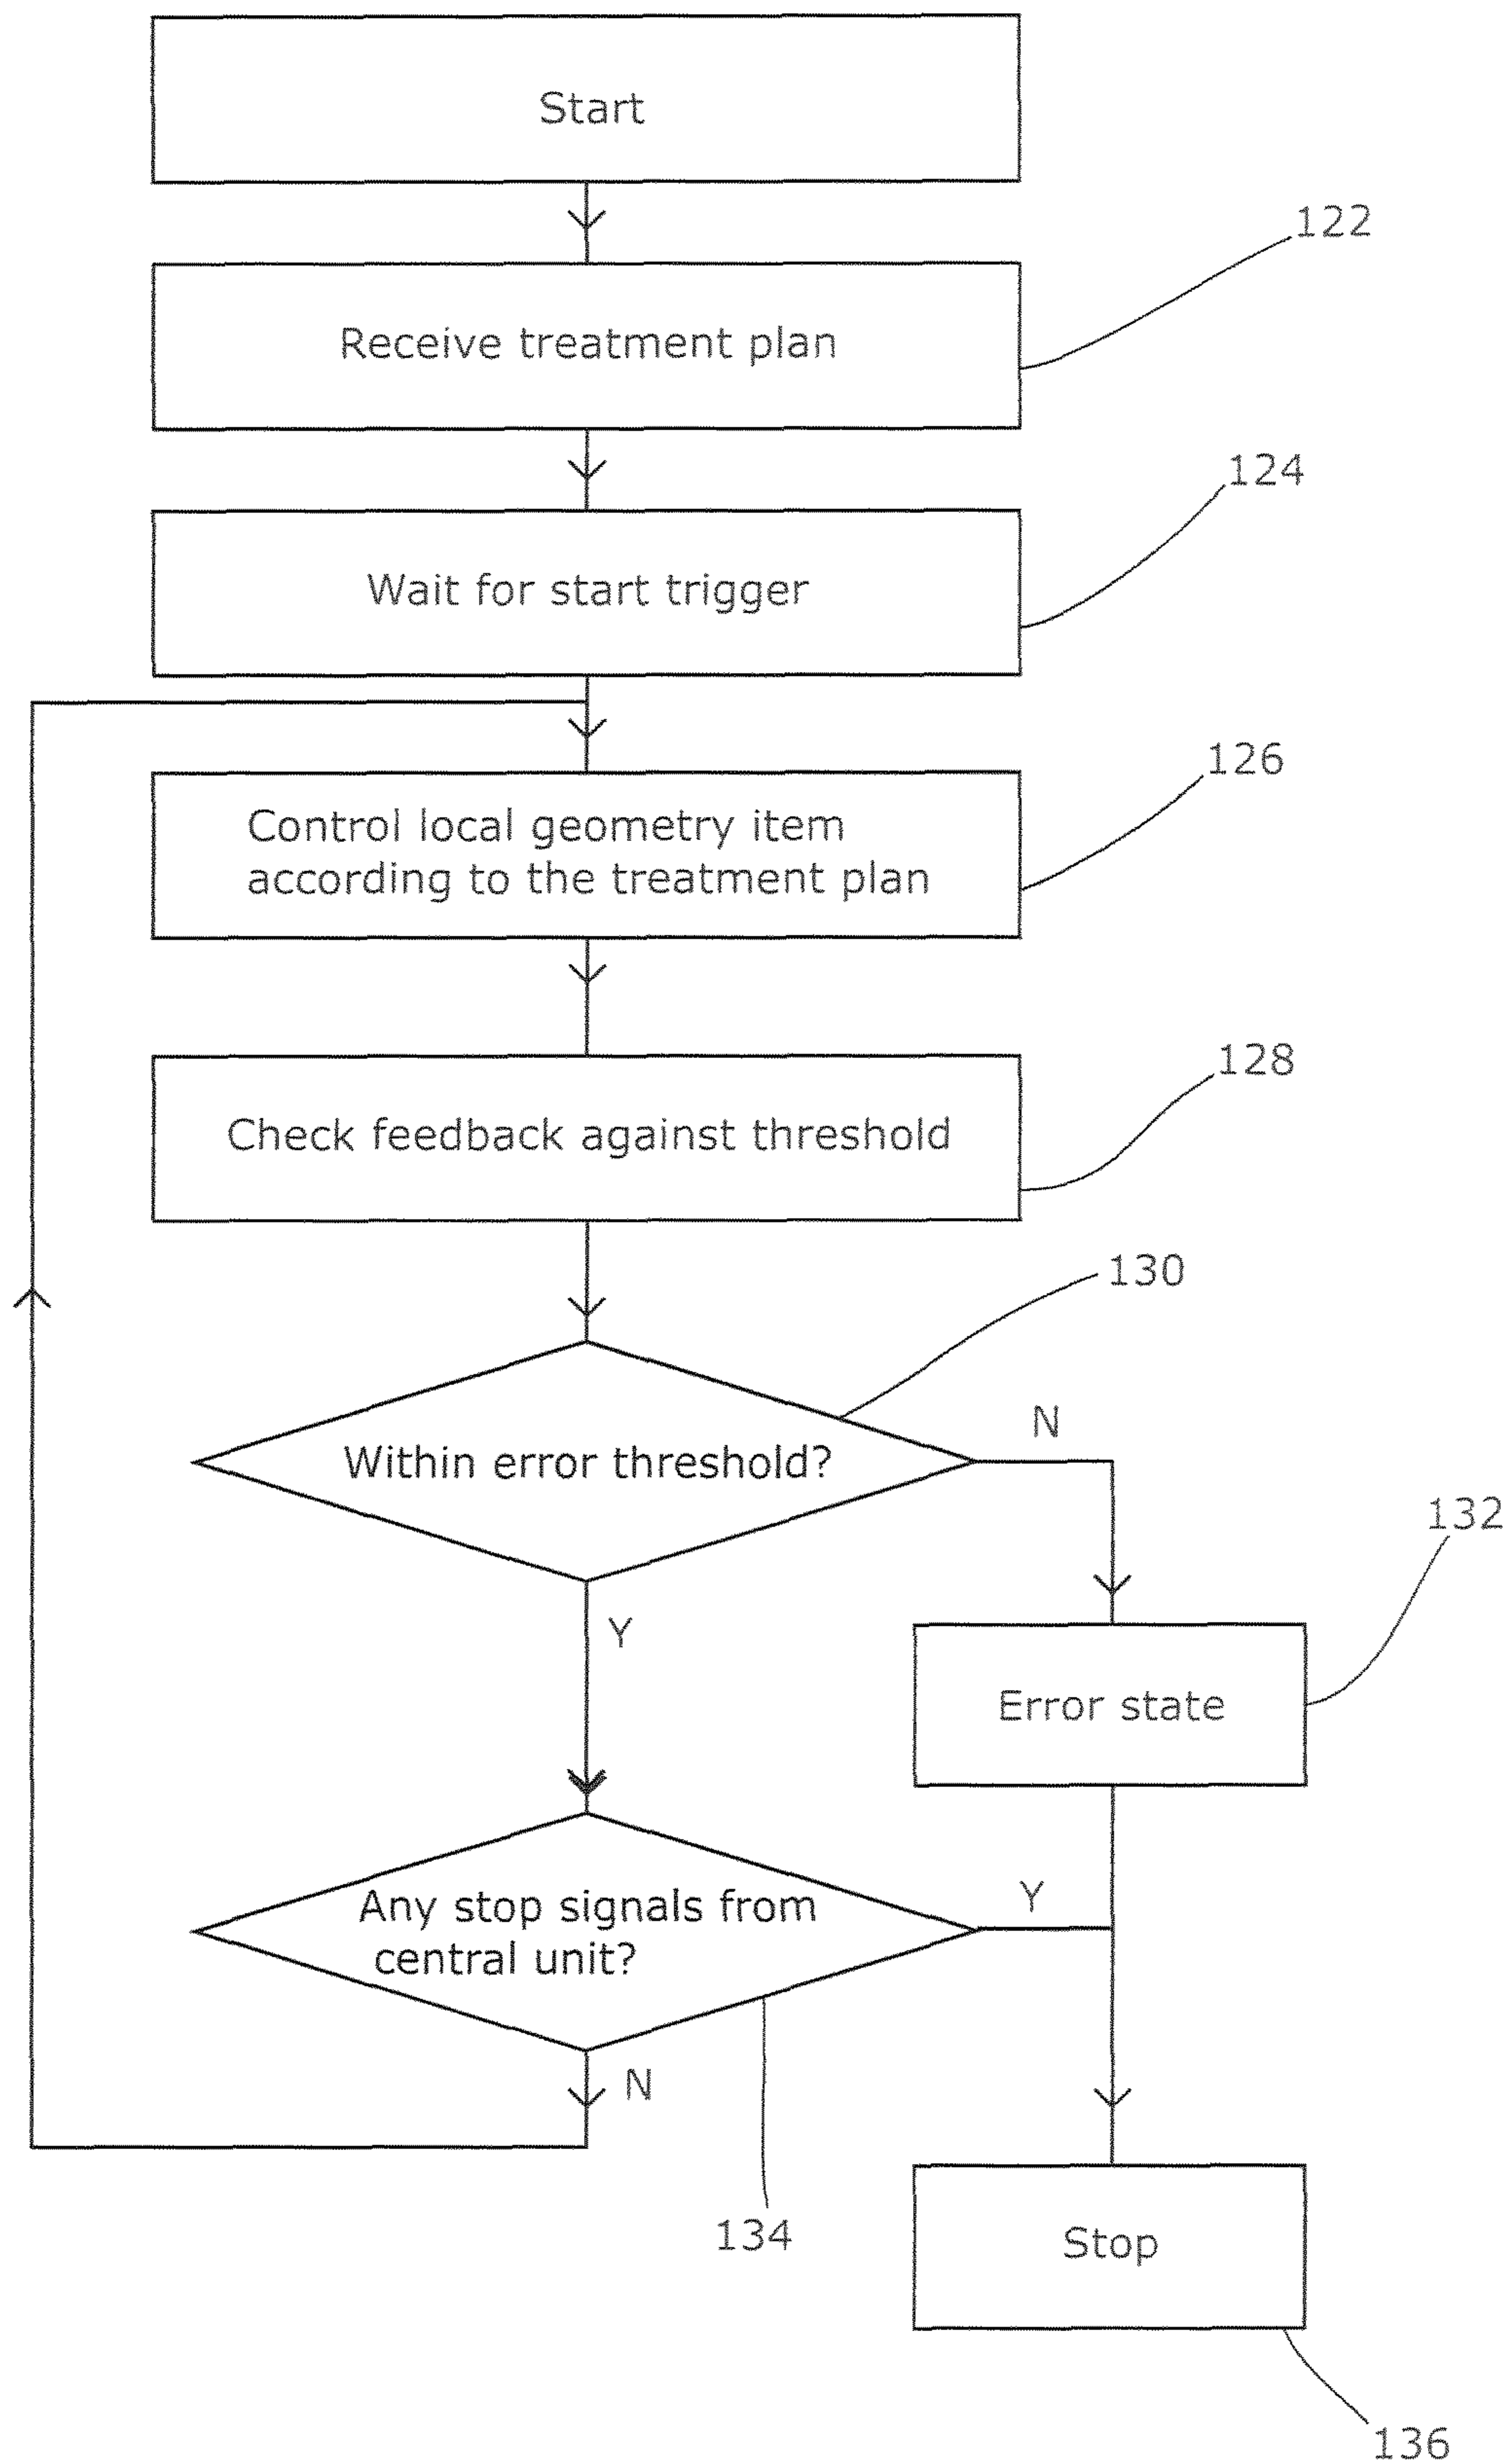 Start
122
Receive treatment plan
124
Wait for start trigger
126
Control local geometry item
according to the treatment plan
128
Check feedback against threshold
130
N
Within error threshold?
132
Y
Error state
Y
Any stop signals from
central unit?
N
134
Stop
136